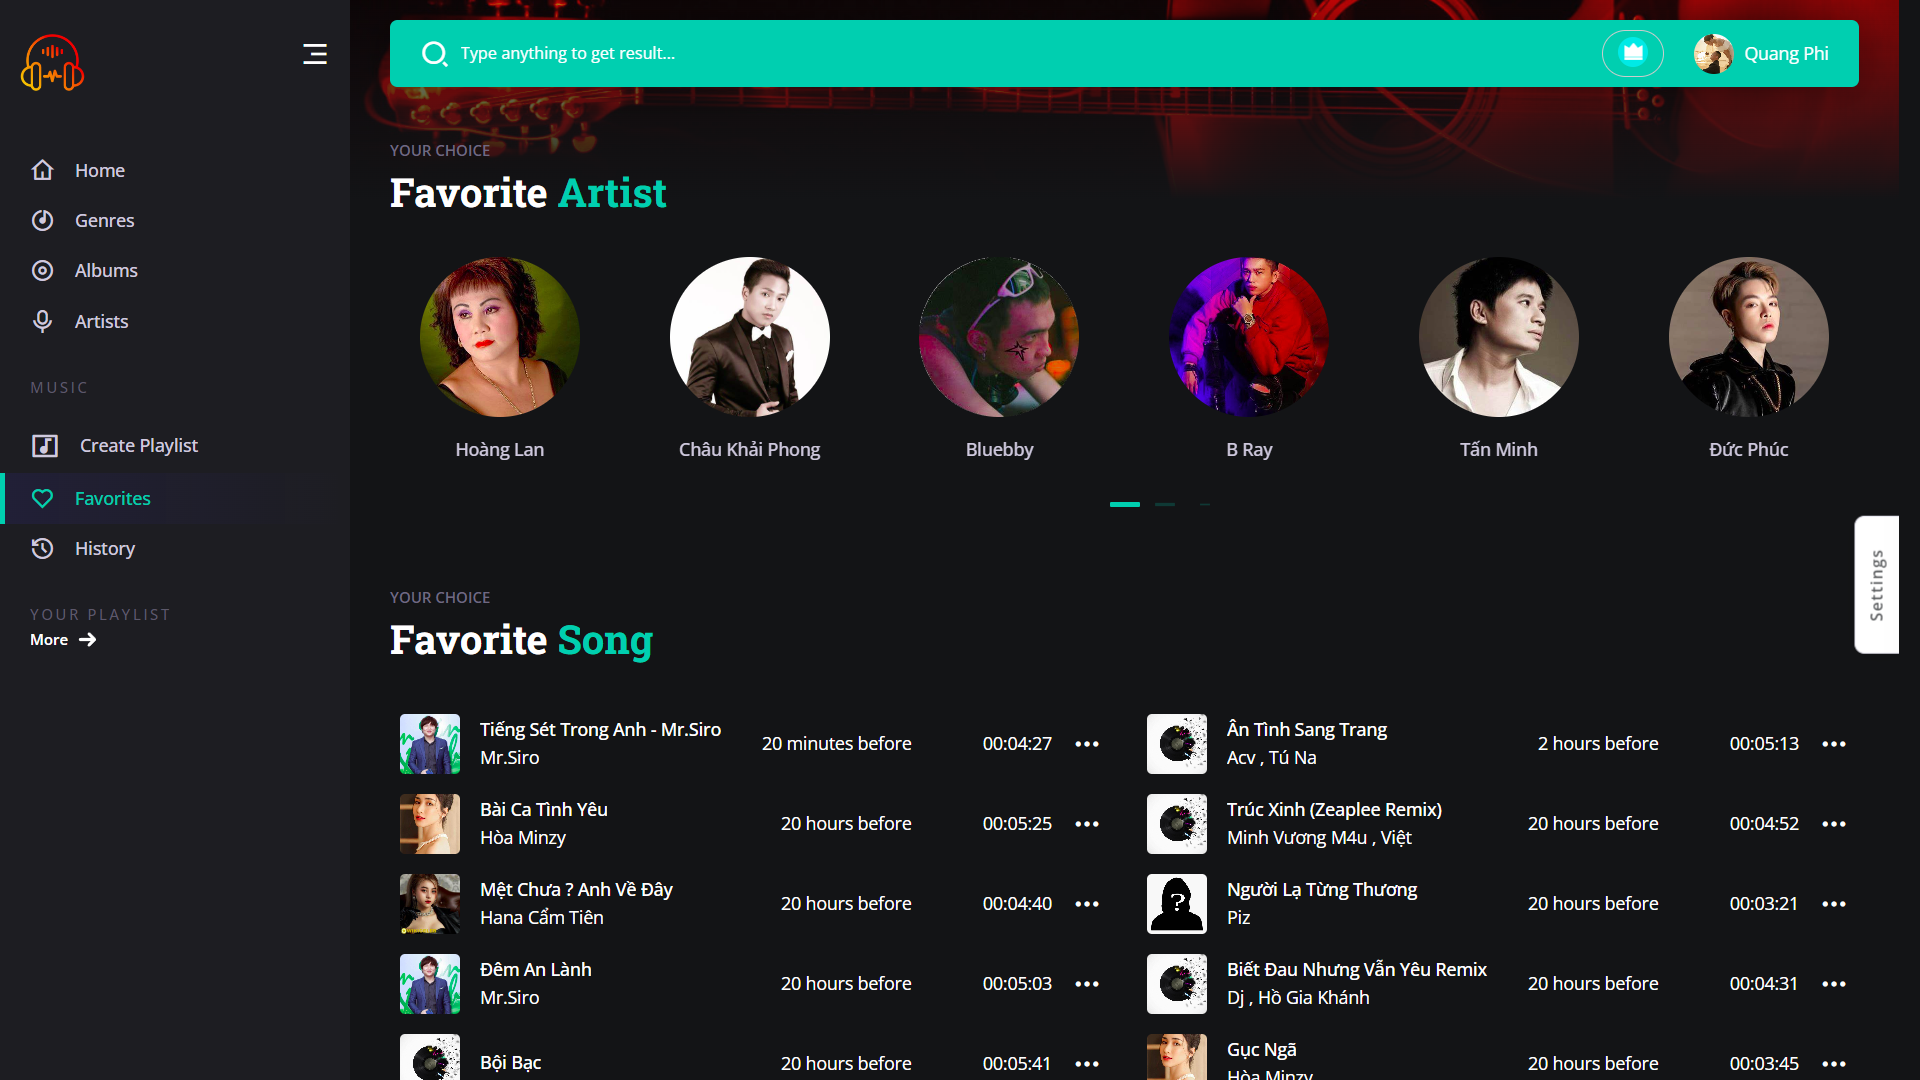 Type anything to get result...
Quang Phi
Home
Genres
Albums
Artists
MUSIC
Create Playlist
Favorites
History
YOUR PLAYLIST
More
YOUR CHOICE
Favorite Artist
Hoàng Lan
Châu Khải Phong
Bluebby
B Ray
Tấn Minh
Đức Phúc
Settings
YOUR CHOICE
Favorite Song
Tiếng Sét Trong Anh - Mr.Siro
Mr.Siro
20 minutes before
00:04:27
Ân Tình Sang Trang
Acv , Tú Na
2 hours before
00:05:13
Bài Ca Tình Yêu
Hòa Minzy
20 hours before
00:05:25
Trúc Xinh (Zeaplee Remix)
Minh Vương M4u , Việt
20 hours before
00:04:52
Mệt Chưa ? Anh Về Đây
Hana Cẩm Tiên
20 hours before
00:04:40
Người Lạ Từng Thương
Piz
20 hours before
00:03:21
Đêm An Lành
Mr.Siro
20 hours before
00:05:03
Biết Đau Nhưng Vẫn Yêu Remix
Dj , Hồ Gia Khánh
20 hours before
00:04:31
Bội Bạc
20 hours before
00:05:41
Gục Ngã
Hòa Minzy
20 hours before
00:03:45